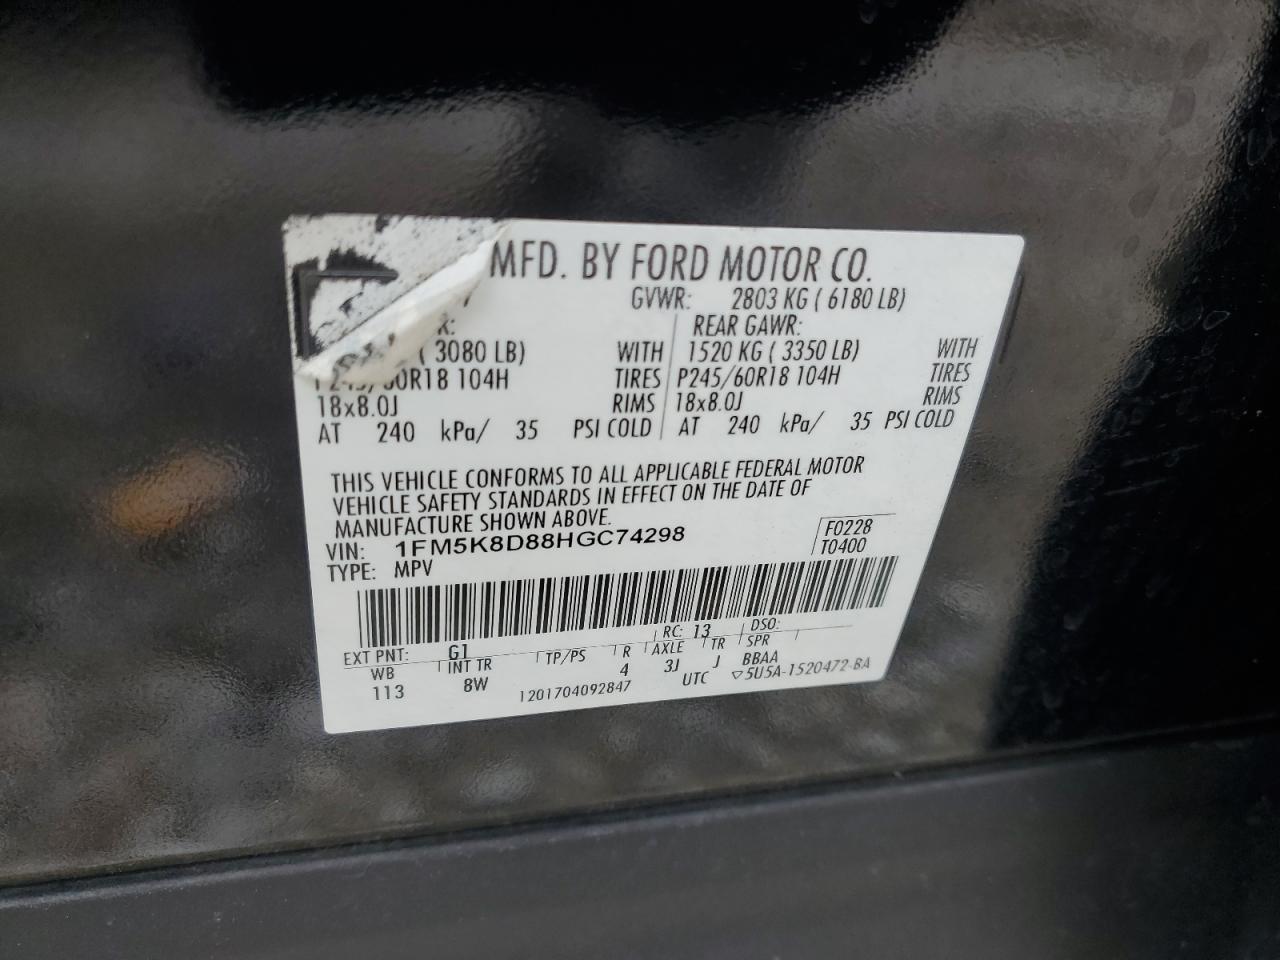 MFD. BY FORD MOTOR CO.
GVWR: 2803 KG ( 6180 LB)
REAR GAWR:
( 3080 LB) WITH 1520 KG ( 3350 LB) WITH
0R18 104H TIRES P245/60R18 104H TIRES
18x8.0J RIMS 18x8.0J RIMS
AT 240 kPa/ 35 PSI COLD AT 240 kPa/ 35 PSI COLD
THIS VEHICLE CONFORMS TO ALL APPLICABLE FEDERAL MOTOR
VEHICLE SAFETY STANDARDS IN EFFECT ON THE DATE OF
MANUFACTURE SHOWN ABOVE.
VIN: 1FM5K8D88HGC74298 F0228
TYPE: MPV T0400
EXT PNT: G1 RC: 13 DSO:
WB INT TR TP/PS R AXLE TR SPR
113 8W 4 3J J BBAA
1201704092847 UTC ▽5U5A-1520472-BA